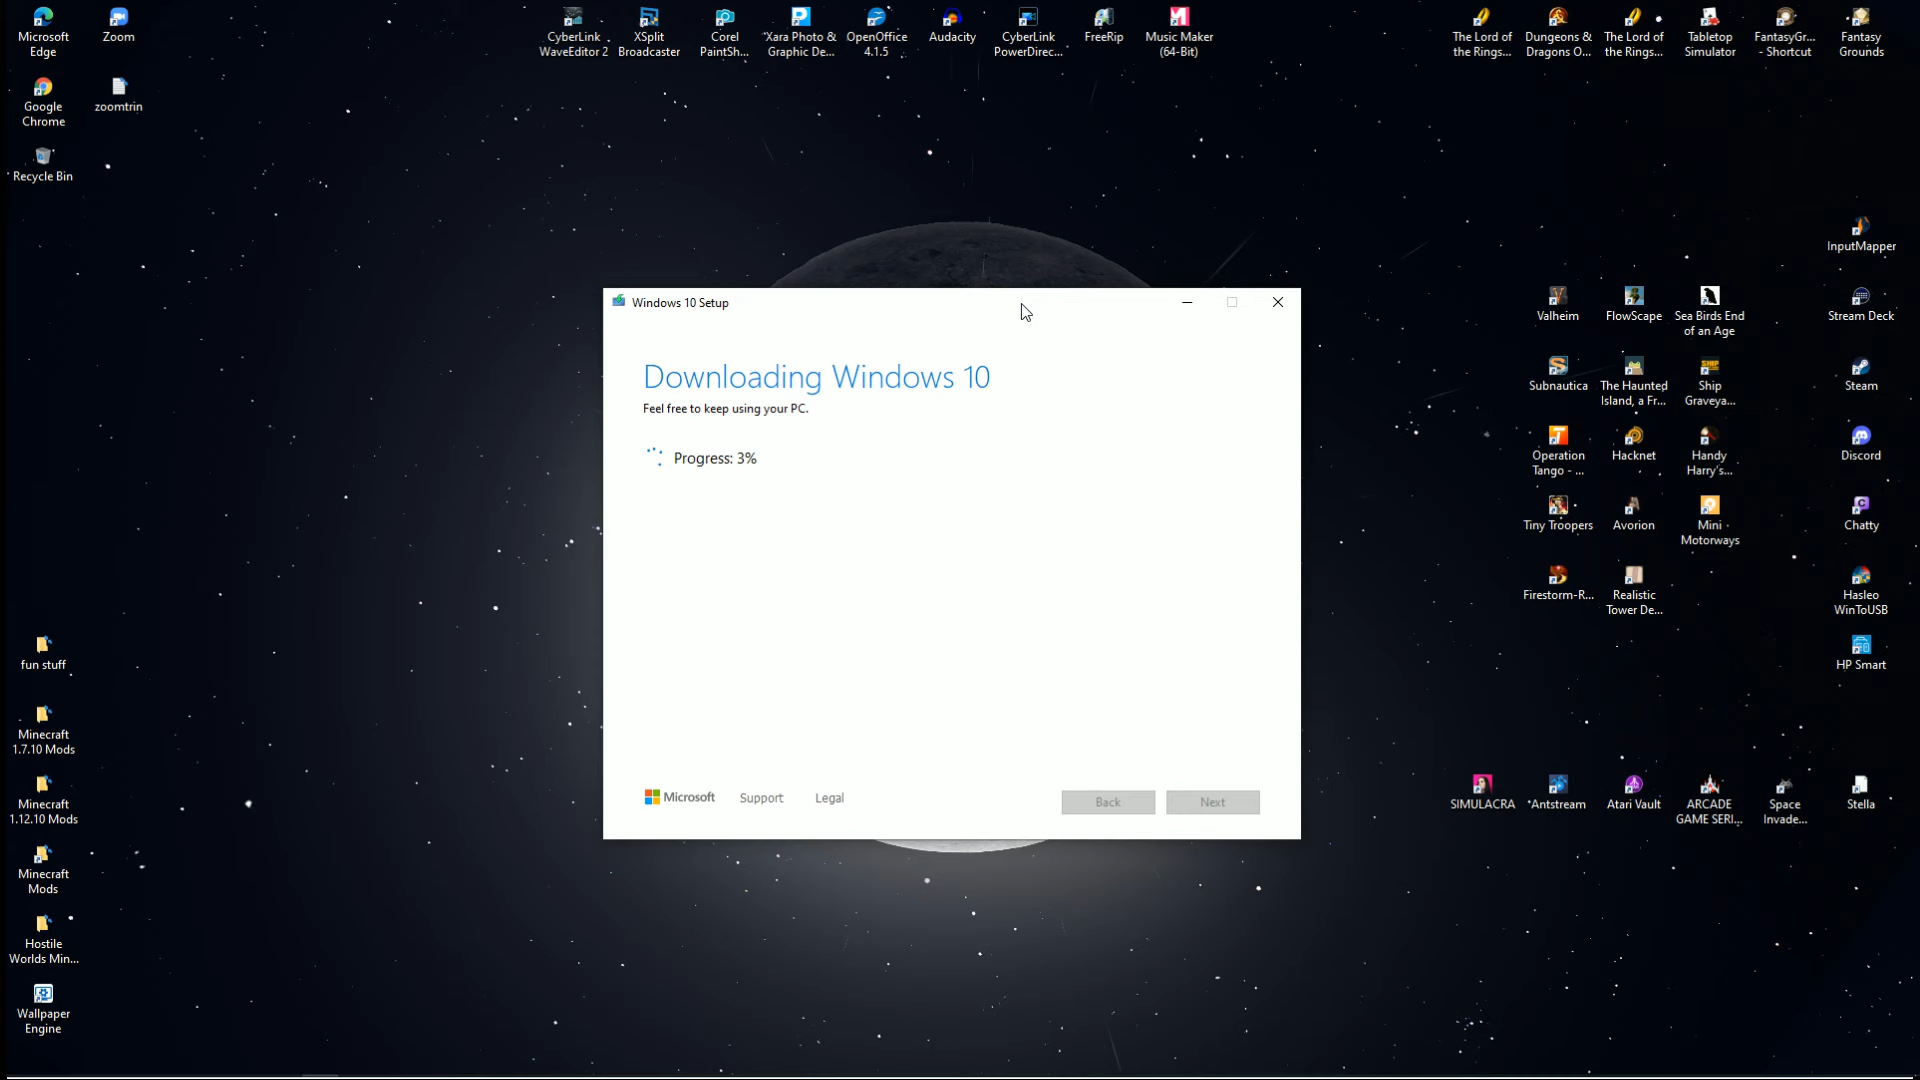 Microsoft
Edge
Zoom
CyberLink
WaveEditor 2
XSplit
Broadcaster
Corel
PaintSh...
Xara Photo &
Graphic De...
OpenOffice
4.1.5
Audacity
CyberLink
PowerDirec...
FreeRip
Music Maker
(64-Bit)
The Lord of
the Rings...
Dungeons &
Dragons O...
The Lord of
the Rings...
Tabletop
Simulator
FantasyGr...
- Shortcut
Fantasy
Grounds
Google
Chrome
zoomtrin
Recycle Bin
InputMapper
Windows 10 Setup
Downloading Windows 10
Feel free to keep using your PC.
Progress: 3%
Microsoft
Support
Legal
Back
Next
Valheim
FlowScape
Sea Birds End
of an Age
Stream Deck
Subnautica
The Haunted
Island, a Fr...
Ship
Graveya...
Steam
Operation
Tango - ...
Hacknet
Handy
Harry's...
Discord
Tiny Troopers
Avorion
Mini
Motorways
Chatty
Firestorm-R...
Realistic
Tower De...
Hasleo
WinToUSB
HP Smart
fun stuff
Minecraft
1.7.10 Mods
Minecraft
1.12.10 Mods
SIMULACRA
Antstream
Atari Vault
ARCADE
GAME SERI...
Space
Invade...
Stella
Minecraft
Mods
Hostile
Worlds Min...
Wallpaper
Engine